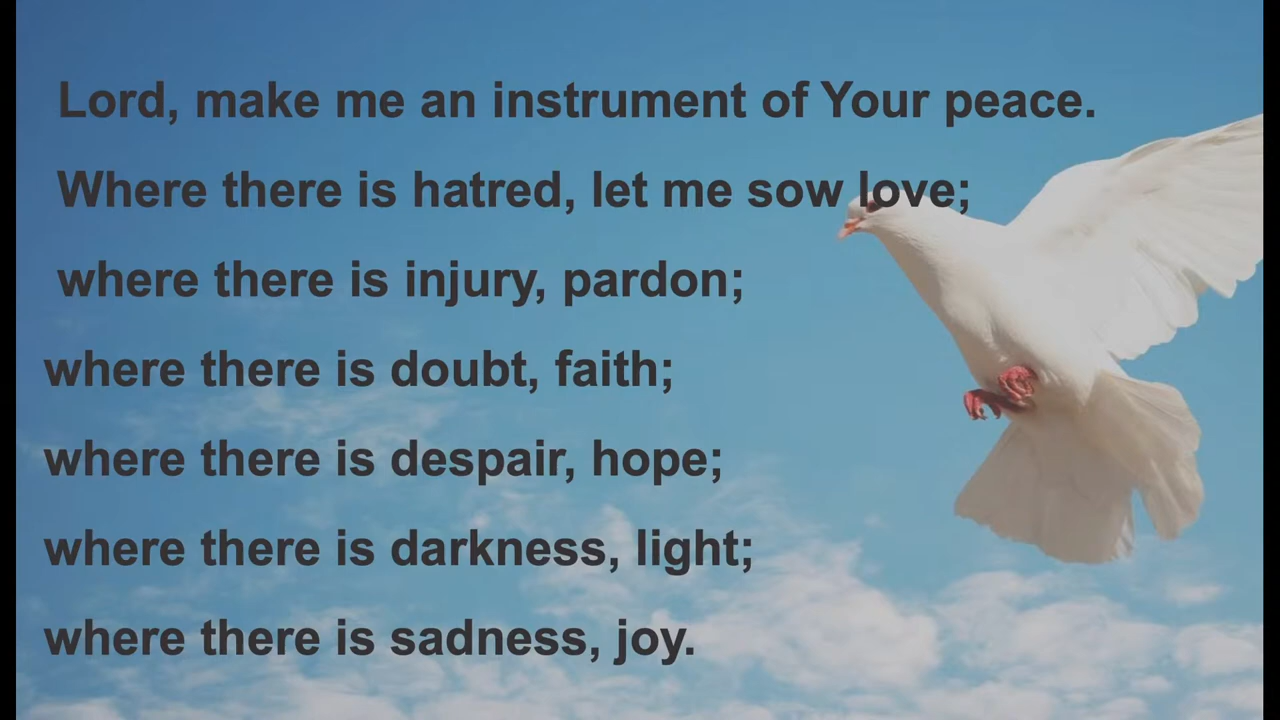 Lord, make me an instrument of Your peace.
Where there is hatred, let me sow love;
where there is injury, pardon;
where there is doubt, faith;
where there is despair, hope;
where there is darkness, light;
where there is sadness, joy.